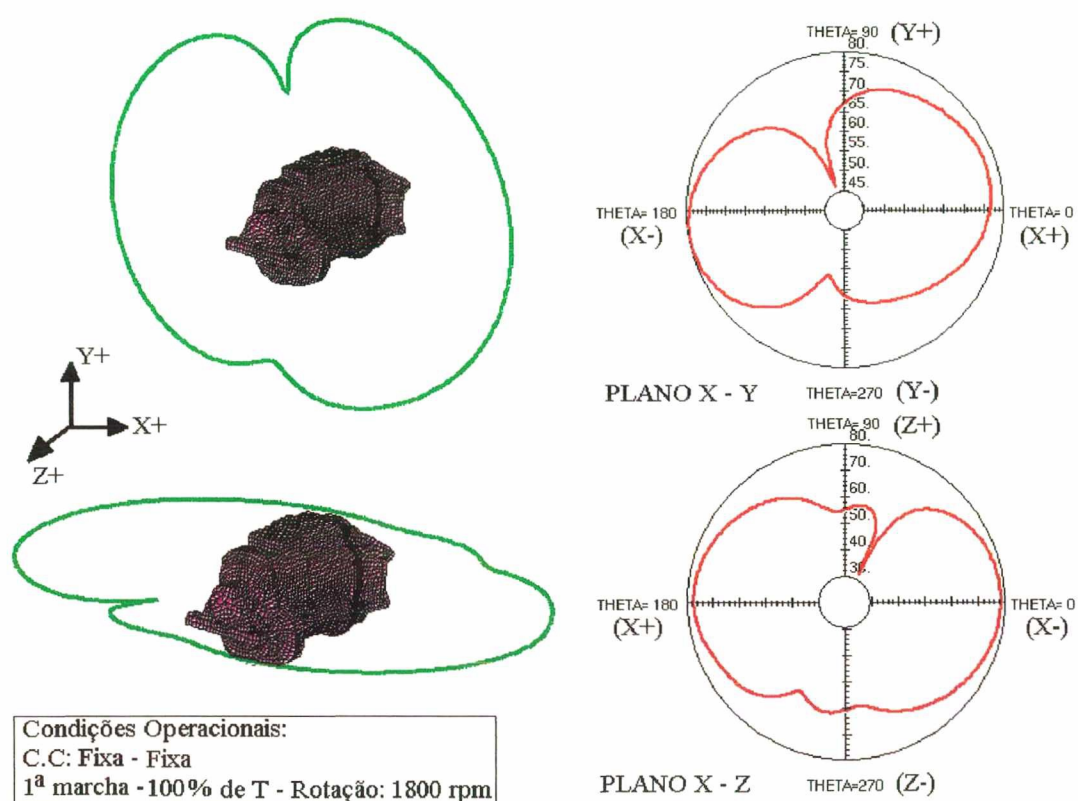 THETA= 90 (Y+)
80.
75.
70.
65.
60.
55.
50.
45.
THETA= 180
(X-)
THETA= 0
(X+)
PLANO X - Y
THETA=270 (Y-)
Y+
X+
Z+
THETA= 90 (Z+)
80.
70.
60.
50.
40.
THETA= 180
(X+)
THETA= 0
(X-)
PLANO X - Z
THETA=270 (Z-)
Condições Operacionais:
C.C: Fixa - Fixa
1ª marcha - 100% de T - Rotação: 1800 rpm